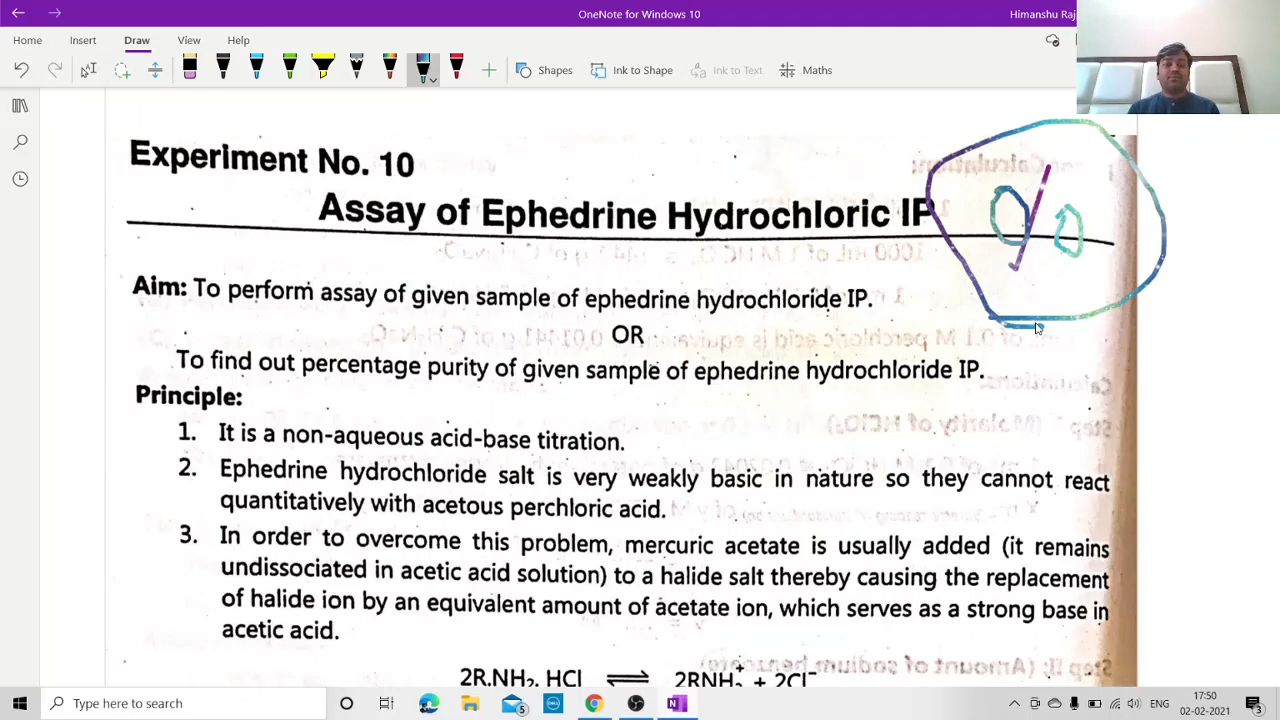 OneNote for Windows 10
Himanshu Raj
Home Insert Draw View Help
Shapes Ink to Shape Ink to Text Maths
Experiment No. 10
Assay of Ephedrine Hydrochloric IP
%
Aim: To perform assay of given sample of ephedrine hydrochloride IP.
OR
To find out percentage purity of given sample of ephedrine hydrochloride IP.
Principle:
1. It is a non-aqueous acid-base titration.
2. Ephedrine hydrochloride salt is very weakly basic in nature so they cannot react
quantitatively with acetous perchloric acid.
3. In order to overcome this problem, mercuric acetate is usually added (it remains
undissociated in acetic acid solution) to a halide salt thereby causing the replacement
of halide ion by an equivalent amount of acetate ion, which serves as a strong base in
acetic acid.
2R.NH₂. HCl ⇌ 2RNH₃⁺ + 2Cl⁻
Type here to search
5
DELL
N
ENG
17:50
02-02-2021
3